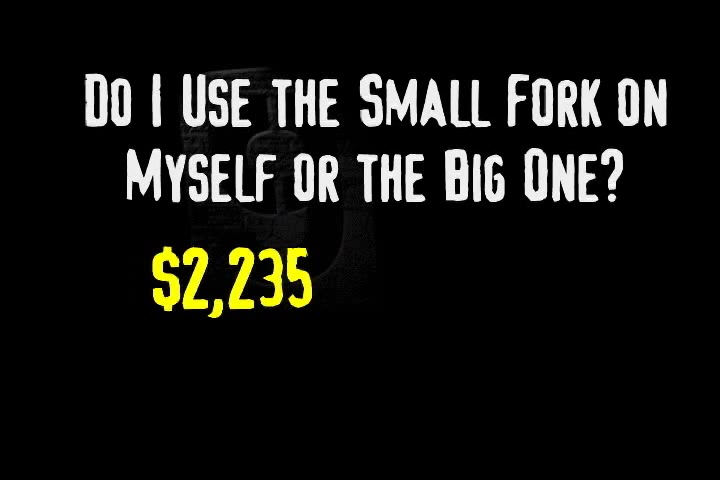 Do I Use the Small Fork on
Myself or the Big One?
$2,235